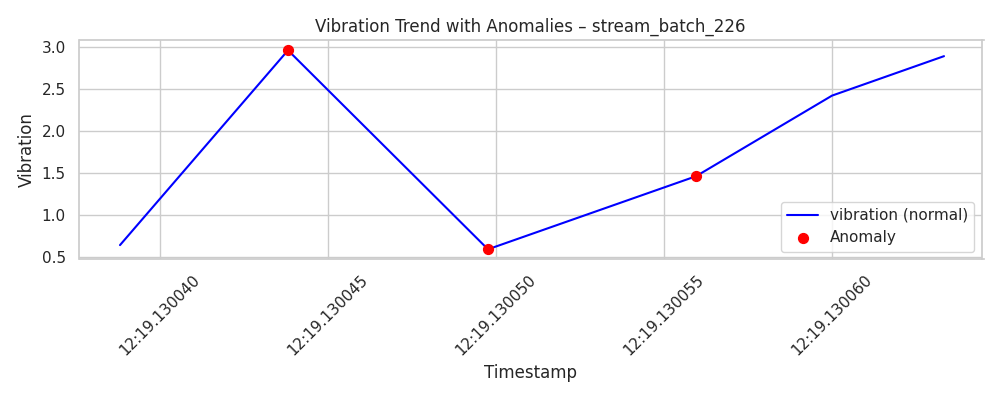 Vibration Trend with Anomalies – stream_batch_226
3.0
2.5
2.0
1.5
1.0
0.5
Vibration
vibration (normal)
Anomaly
12:19.130040
12:19.130045
12:19.130050
12:19.130055
12:19.130060
Timestamp